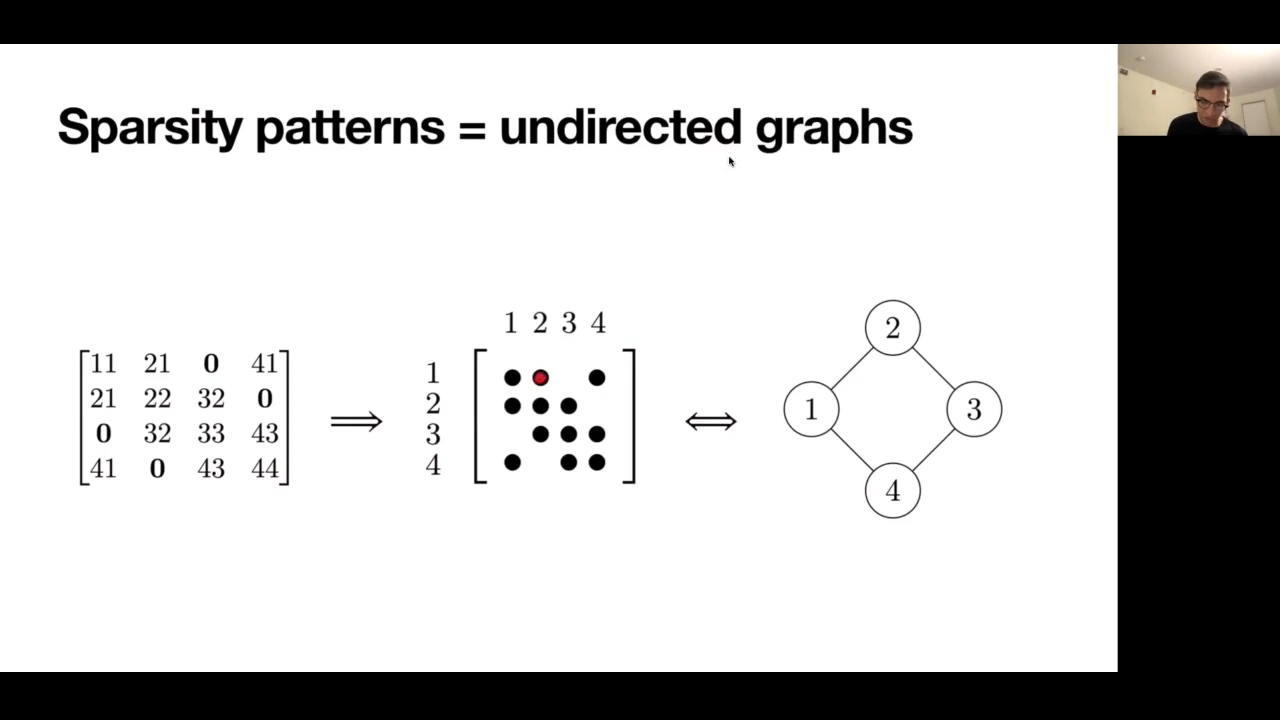 Sparsity patterns = undirected graphs
11 21 0 41
21 22 32 0
0 32 33 43
41 0 43 44
⟹
1 2 3 4
1
2
3
4
⟺
2
1
3
4